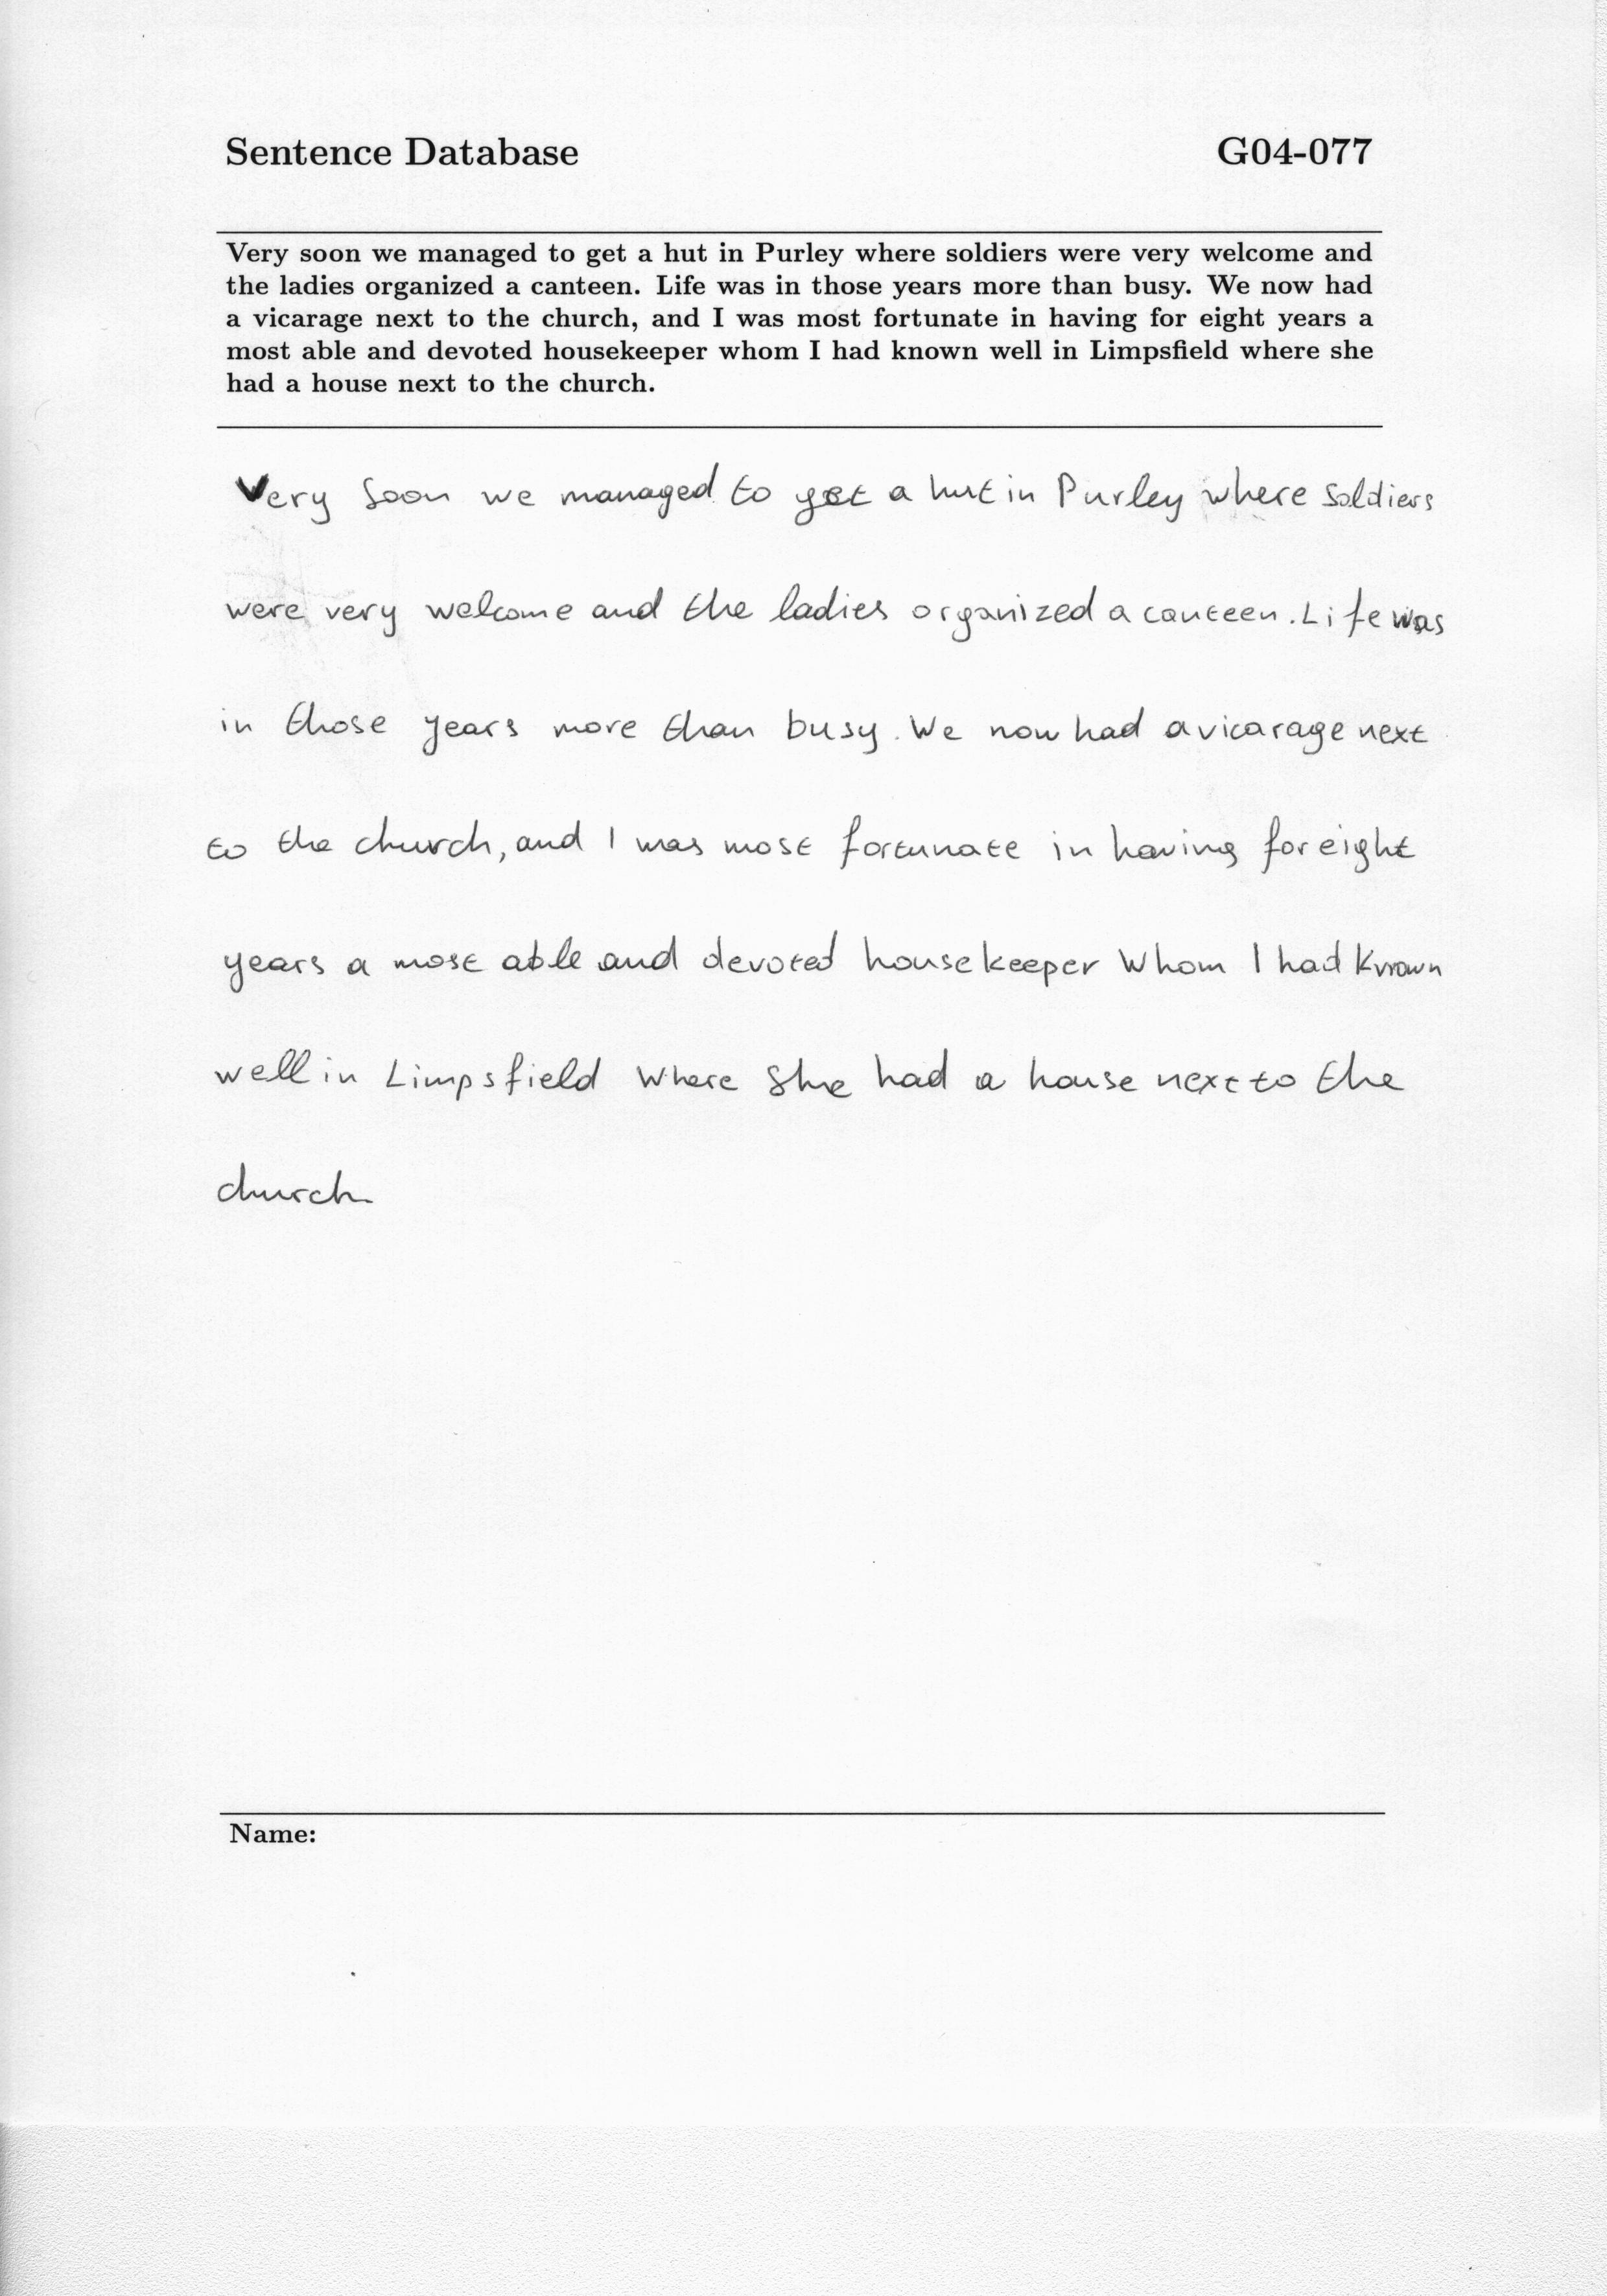 Sentence Database G04-077
Very soon we managed to get a hut in Purley where soldiers were very welcome and
the ladies organized a canteen. Life was in those years more than busy. We now had
a vicarage next to the church, and I was most fortunate in having for eight years a
most able and devoted housekeeper whom I had known well in Limpsfield where she
had a house next to the church.
Very soon we managed to get a hut in Purley where soldiers
were very welcome and the ladies organized a canteen. Life was
in those years more than busy. We now had a vicarage next
to the church, and I was most fortunate in having for eight
years a most able and devoted housekeeper whom I had known
well in Limpsfield where she had a house next to the
church
Name: